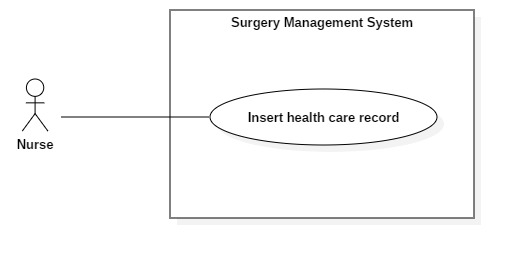 Surgery Management System
Insert health care record
Nurse